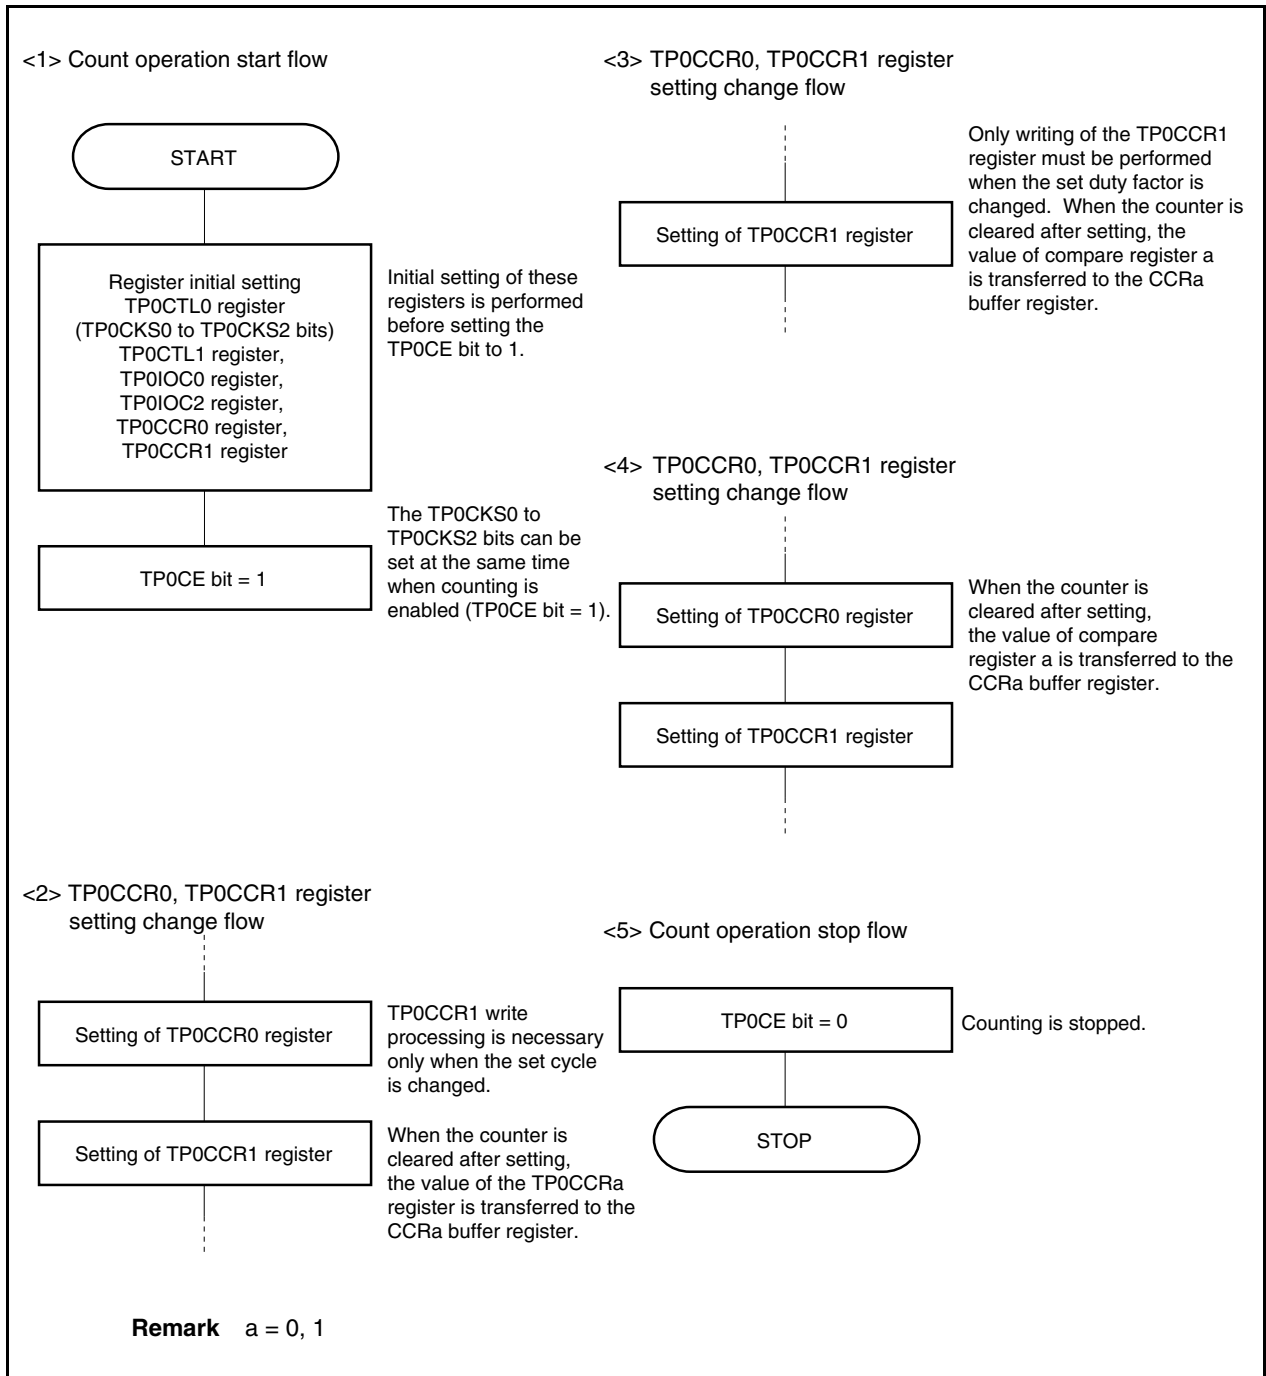 <1> Count operation start flow
START
Register initial setting
TP0CTL0 register
(TP0CKS0 to TP0CKS2 bits)
TP0CTL1 register,
TP0IOC0 register,
TP0IOC2 register,
TP0CCR0 register,
TP0CCR1 register
Initial setting of these
registers is performed
before setting the
TP0CE bit to 1.
TP0CE bit = 1
The TP0CKS0 to
TP0CKS2 bits can be
set at the same time
when counting is
enabled (TP0CE bit = 1).
<2> TP0CCR0, TP0CCR1 register
setting change flow
Setting of TP0CCR0 register
TP0CCR1 write
processing is necessary
only when the set cycle
is changed.
Setting of TP0CCR1 register
When the counter is
cleared after setting,
the value of the TP0CCRa
register is transferred to the
CCRa buffer register.
<3> TP0CCR0, TP0CCR1 register
setting change flow
Setting of TP0CCR1 register
Only writing of the TP0CCR1
register must be performed
when the set duty factor is
changed.  When the counter is
cleared after setting, the
value of compare register a
is transferred to the CCRa
buffer register.
<4> TP0CCR0, TP0CCR1 register
setting change flow
Setting of TP0CCR0 register
When the counter is
cleared after setting,
the value of compare
register a is transferred to the
CCRa buffer register.
Setting of TP0CCR1 register
<5> Count operation stop flow
TP0CE bit = 0
Counting is stopped.
STOP
Remark a = 0, 1